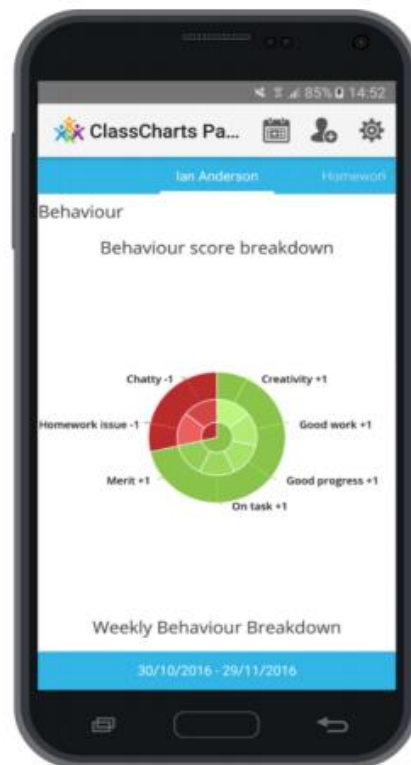 85% 14:52
ClassCharts Pa...
Ian Anderson Homework
Behaviour
Behaviour score breakdown
Chatty -1 Creativity +1
Homework issue -1 Good work +1
Merit +1 Good progress +1
On task +1
Weekly Behaviour Breakdown
30/10/2016 - 29/11/2016